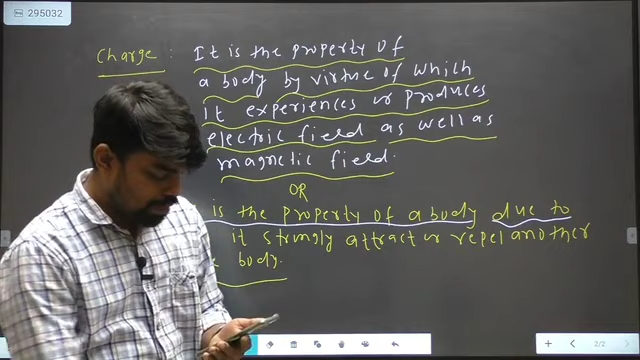 295032
Charge : It is the property of
a body by virtue of which
it experiences or produces
electric field as well as
magnetic field.
OR
is the property of a body due to
it strongly attract or repel another
body.
2/2